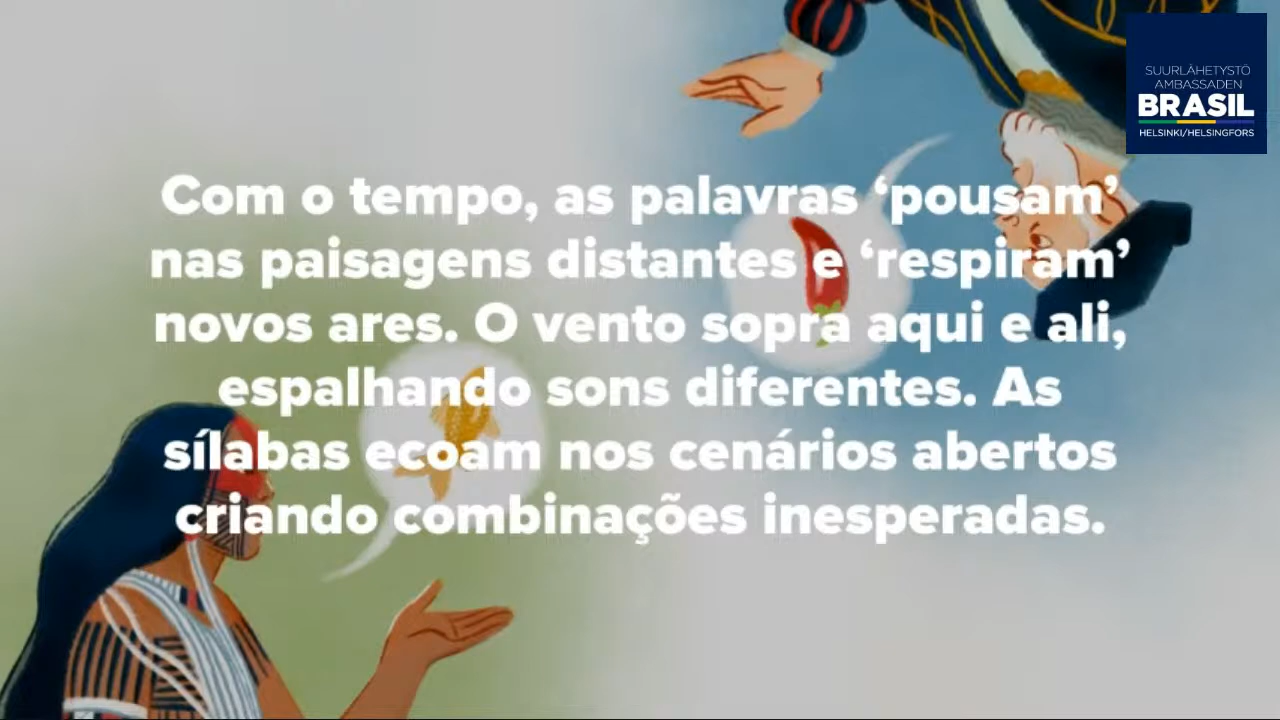 SUURLÄHETYSTÖ
AMBASSADEN
BRASIL
HELSINKI/HELSINGFORS
Com o tempo, as palavras ‘pousam’
nas paisagens distantes e ‘respiram’
novos ares. O vento sopra aqui e ali,
espalhando sons diferentes. As
sílabas ecoam nos cenários abertos
criando combinações inesperadas.